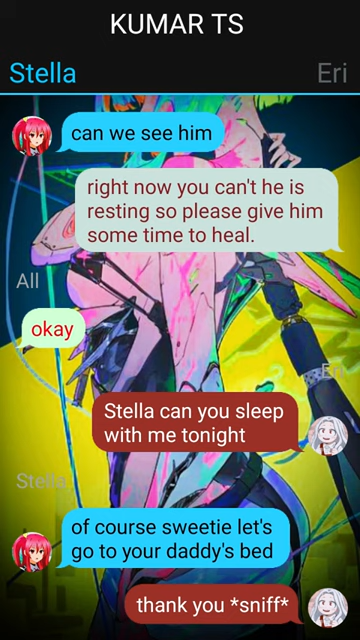 KUMAR TS
Stella
Eri
can we see him
right now you can't he is
resting so please give him
some time to heal.
All
okay
Eri
Stella can you sleep
with me tonight
Stella
of course sweetie let's
go to your daddy's bed
thank you *sniff*